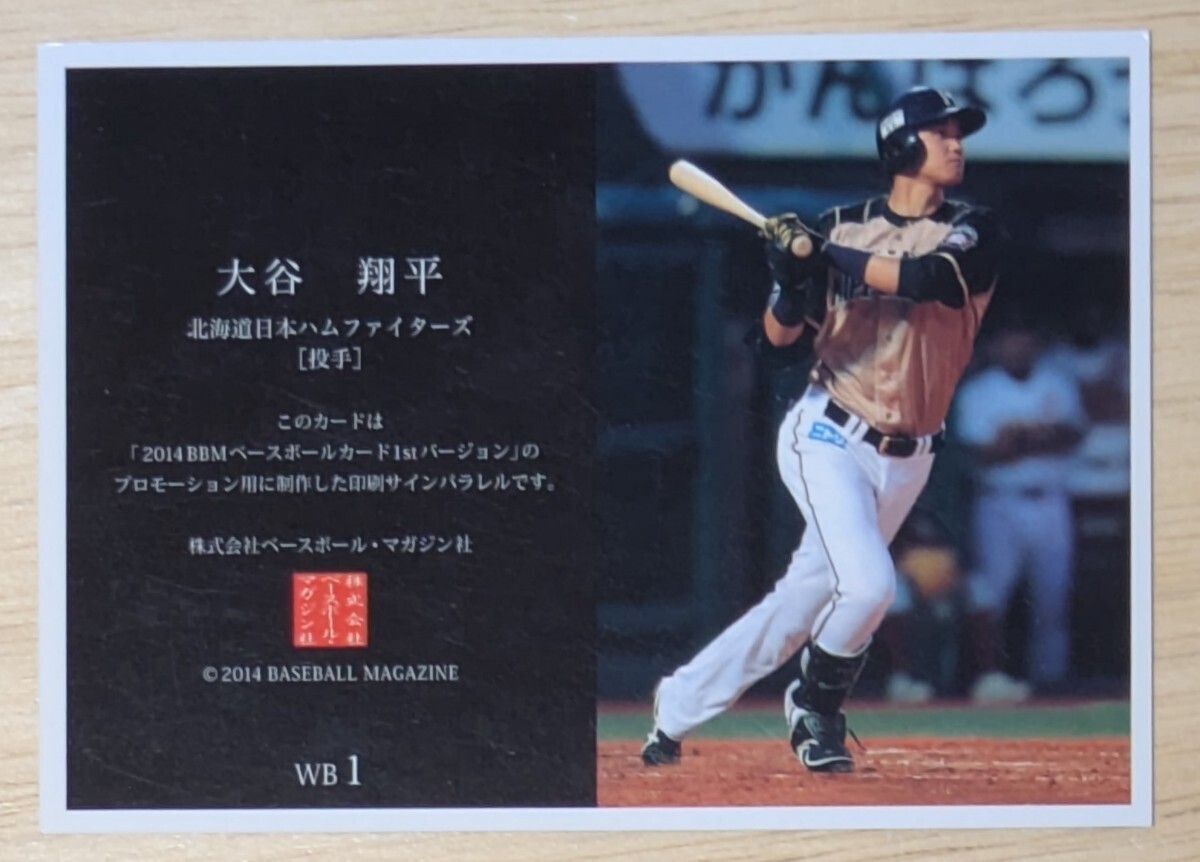 大谷　翔平
北海道日本ハムファイターズ
［投手］
このカードは
「2014 BBMベースボールカード1stバージョン」の
プロモーション用に制作した印刷サインパラレルです。
株式会社ベースボール・マガジン社
株式会社
ベースボール・
マガジン社
© 2014 BASEBALL MAGAZINE
WB 1
がんばろ